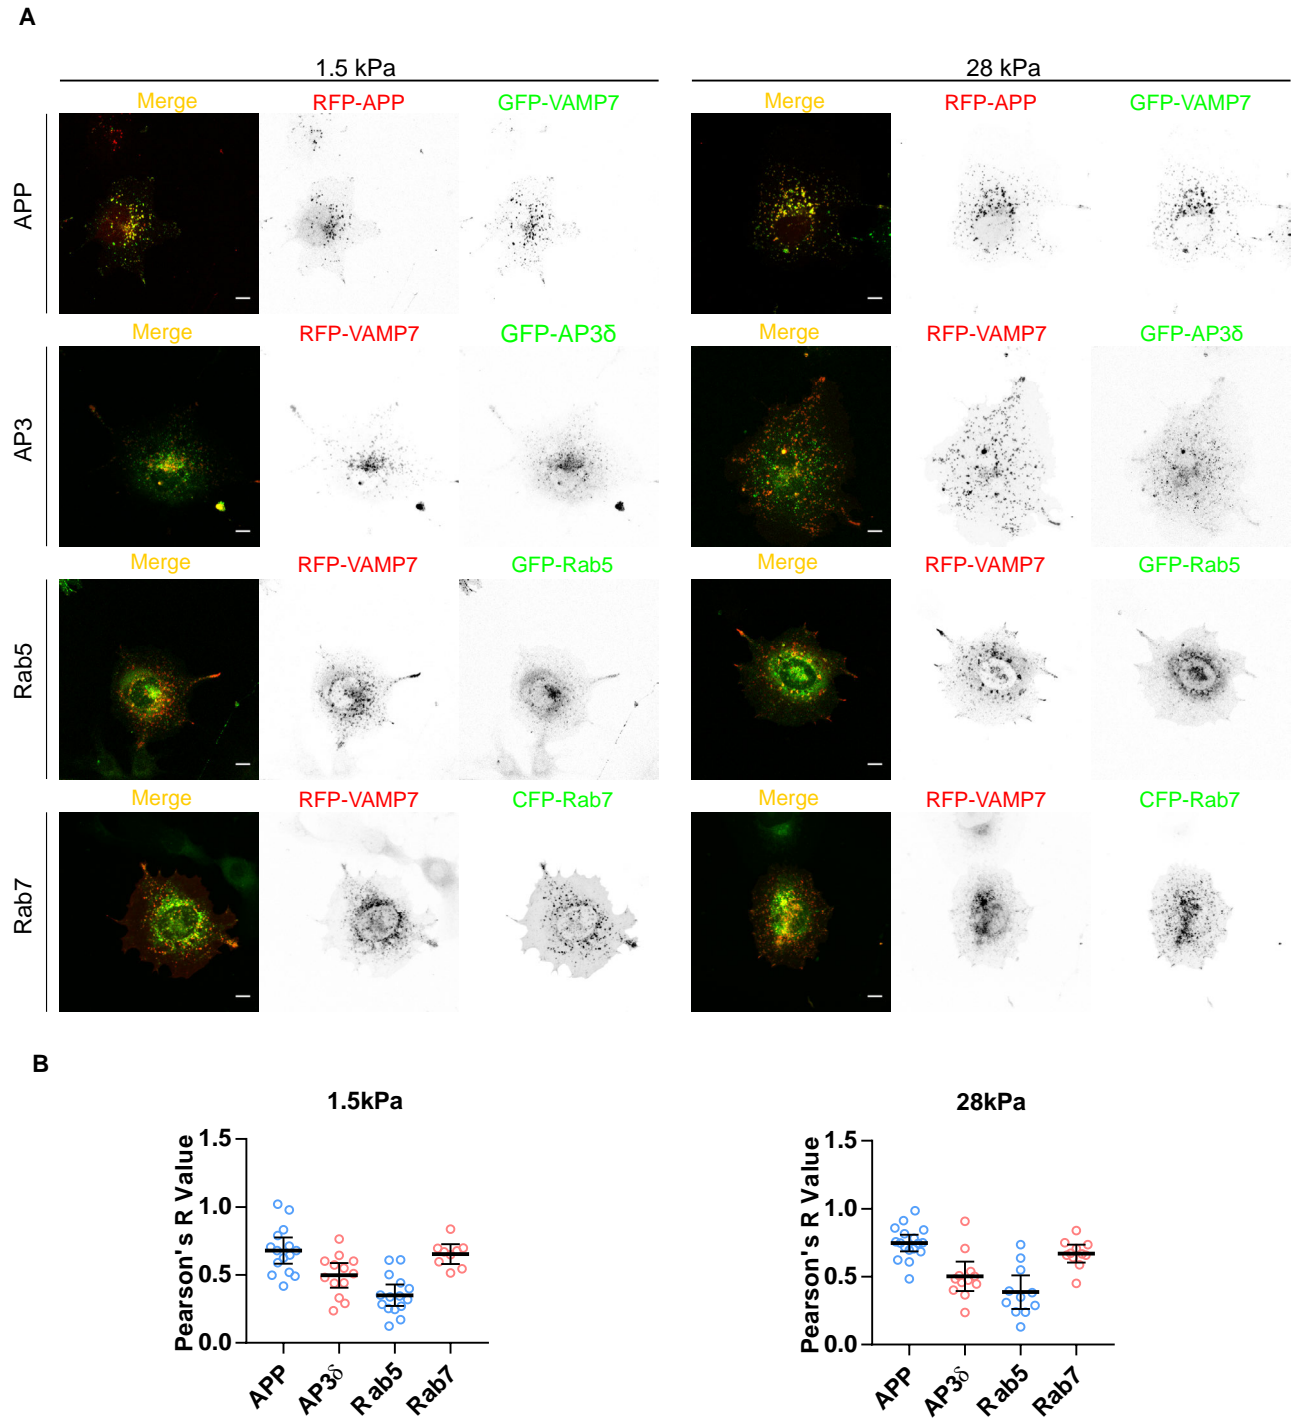 A
1.5 kPa 28 kPa
Merge RFP-APP GFP-VAMP7 Merge RFP-APP GFP-VAMP7
APP
Merge RFP-VAMP7 GFP-AP3δ Merge RFP-VAMP7 GFP-AP3δ
AP3
Merge RFP-VAMP7 GFP-Rab5 Merge RFP-VAMP7 GFP-Rab5
Rab5
Merge RFP-VAMP7 CFP-Rab7 Merge RFP-VAMP7 CFP-Rab7
Rab7
B
1.5kPa
Pearson's R Value
1.5
1.0
0.5
0.0
APP AP3δ Rab5 Rab7
28kPa
Pearson's R Value
1.5
1.0
0.5
0.0
APP AP3δ Rab5 Rab7